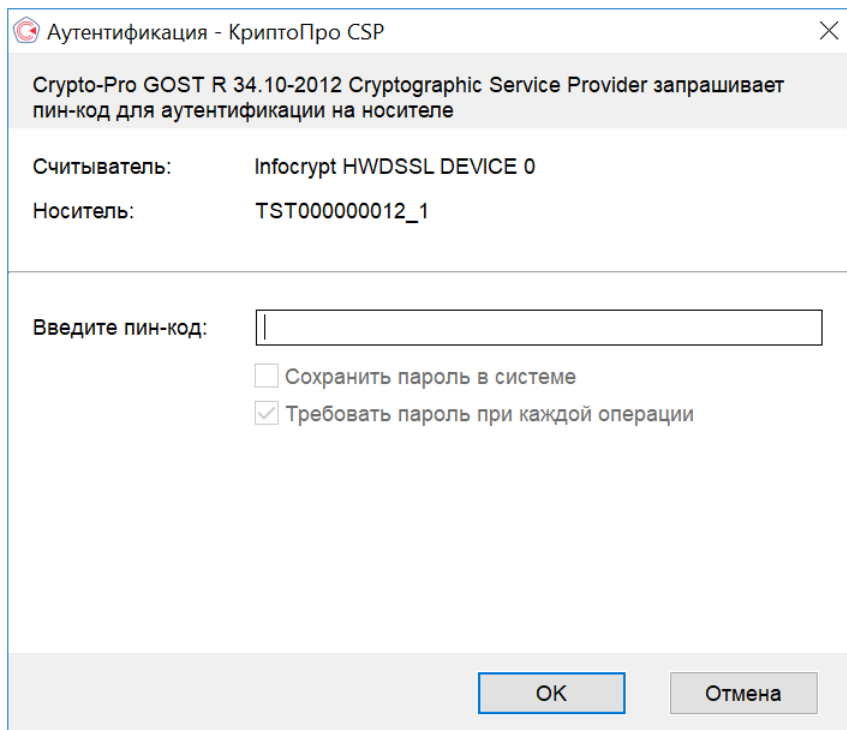 Аутентификация - КриптоПро CSP
Crypto-Pro GOST R 34.10-2012 Cryptographic Service Provider запрашивает
пин-код для аутентификации на носителе
Считыватель: Infocrypt HWDSSL DEVICE 0
Носитель: TST000000012_1
Введите пин-код:
Сохранить пароль в системе
Требовать пароль при каждой операции
OK Отмена